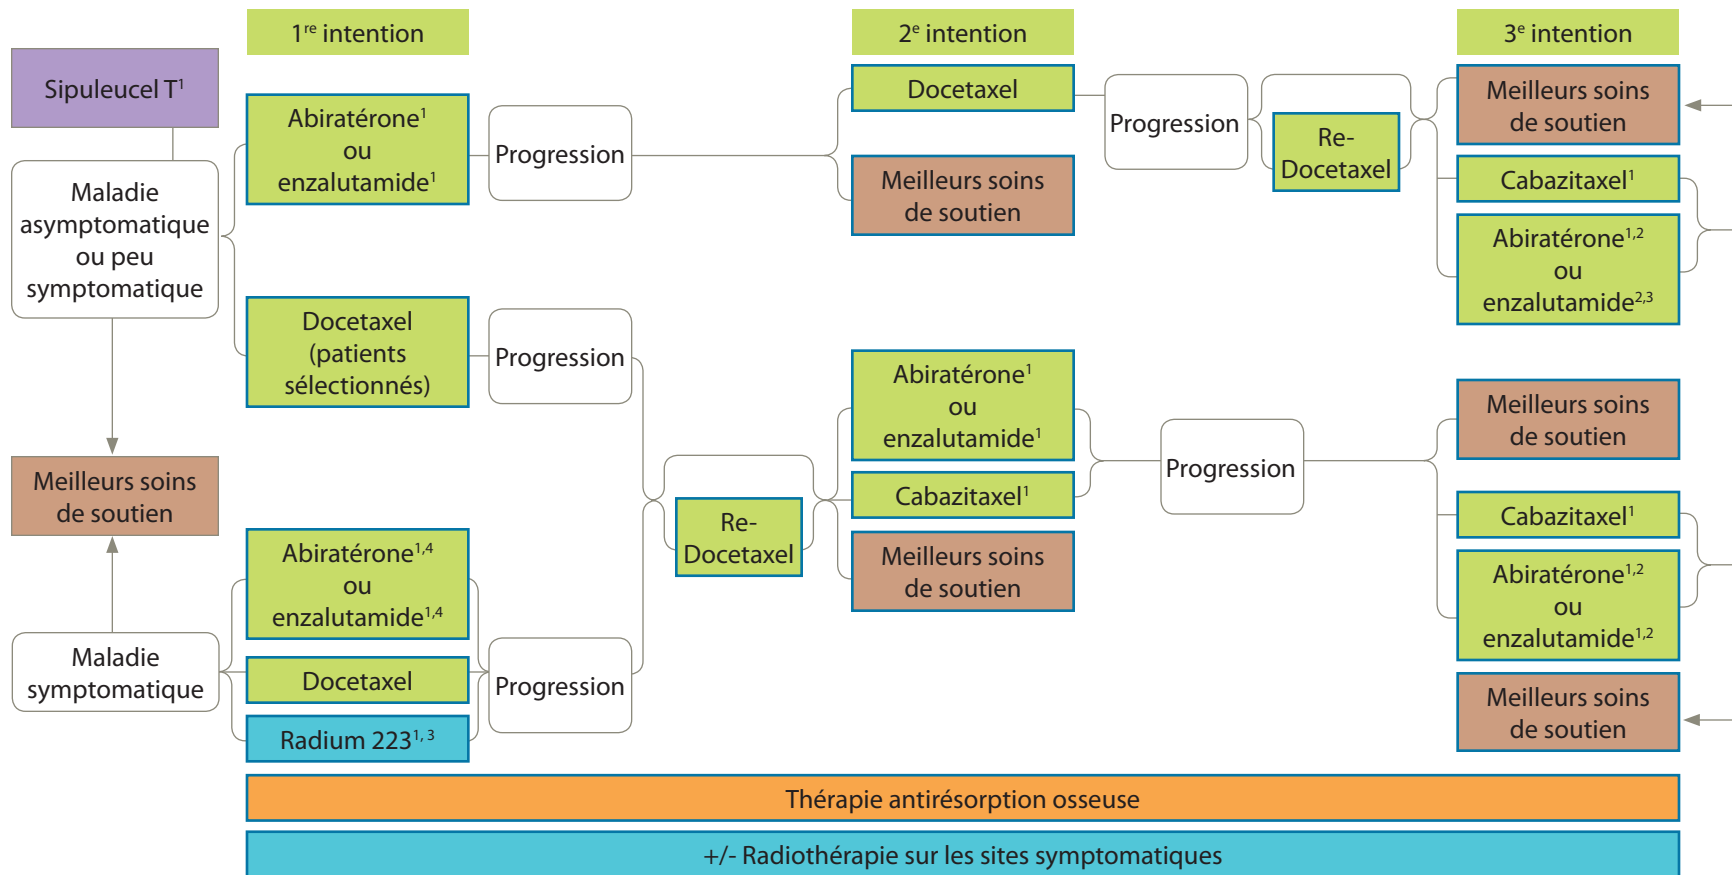 1re intention
2e intention
3e intention
Sipuleucel T1
Maladie
asymptomatique
ou peu
symptomatique
Abiratérone1
ou
enzalutamide1
Progression
Docetaxel
Meilleurs soins
de soutien
Progression
Re-
Docetaxel
Meilleurs soins
de soutien
Cabazitaxel1
Abiratérone1,2
ou
enzalutamide2,3
Docetaxel
(patients
sélectionnés)
Progression
Meilleurs soins
de soutien
Maladie
symptomatique
Abiratérone1,4
ou
enzalutamide1,4
Docetaxel
Radium 2231, 3
Progression
Re-
Docetaxel
Abiratérone1
ou
enzalutamide1
Cabazitaxel1
Meilleurs soins
de soutien
Progression
Meilleurs soins
de soutien
Cabazitaxel1
Abiratérone1,2
ou
enzalutamide1,2
Meilleurs soins
de soutien
Thérapie antirésorption osseuse
+/- Radiothérapie sur les sites symptomatiques